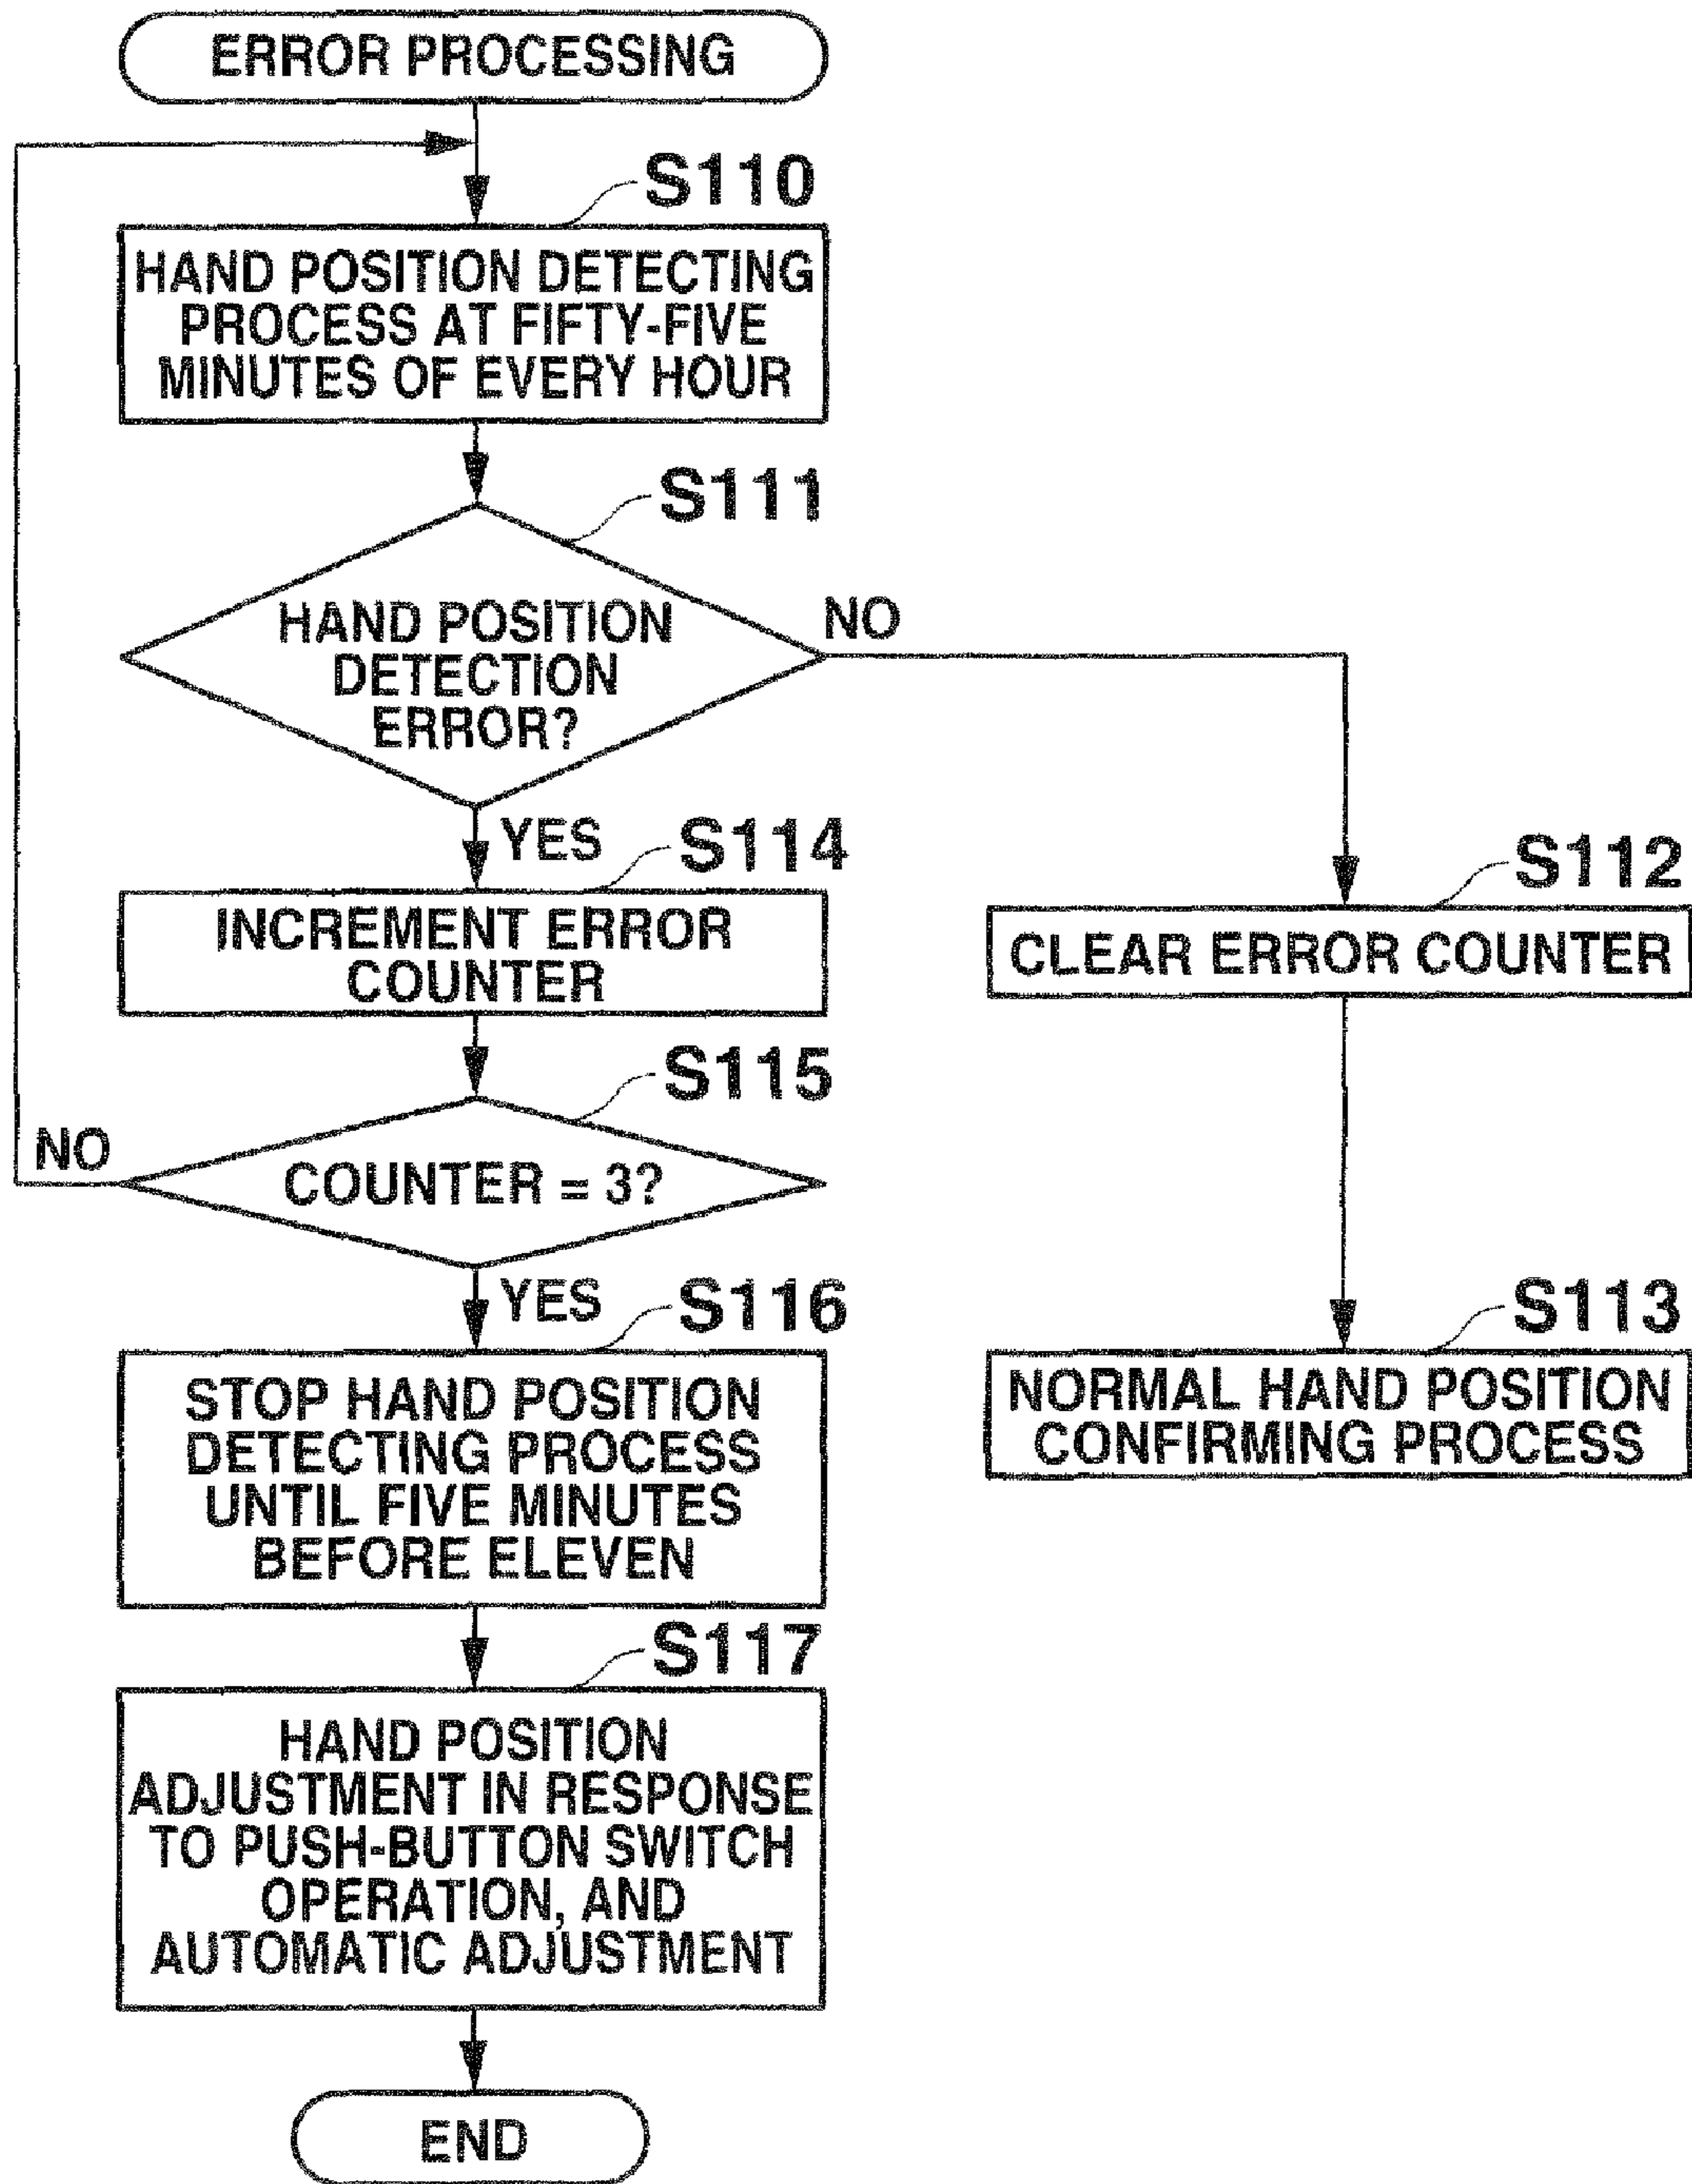 ERROR PROCESSING
S110
HAND POSITION DETECTING
PROCESS AT FIFTY-FIVE
MINUTES OF EVERY HOUR
S111
HAND POSITION
DETECTION
ERROR?
NO
YES
S114
INCREMENT ERROR
COUNTER
S112
CLEAR ERROR COUNTER
S115
COUNTER = 3?
NO
YES
S116
STOP HAND POSITION
DETECTING PROCESS
UNTIL FIVE MINUTES
BEFORE ELEVEN
S113
NORMAL HAND POSITION
CONFIRMING PROCESS
S117
HAND POSITION
ADJUSTMENT IN RESPONSE
TO PUSH-BUTTON SWITCH
OPERATION, AND
AUTOMATIC ADJUSTMENT
END